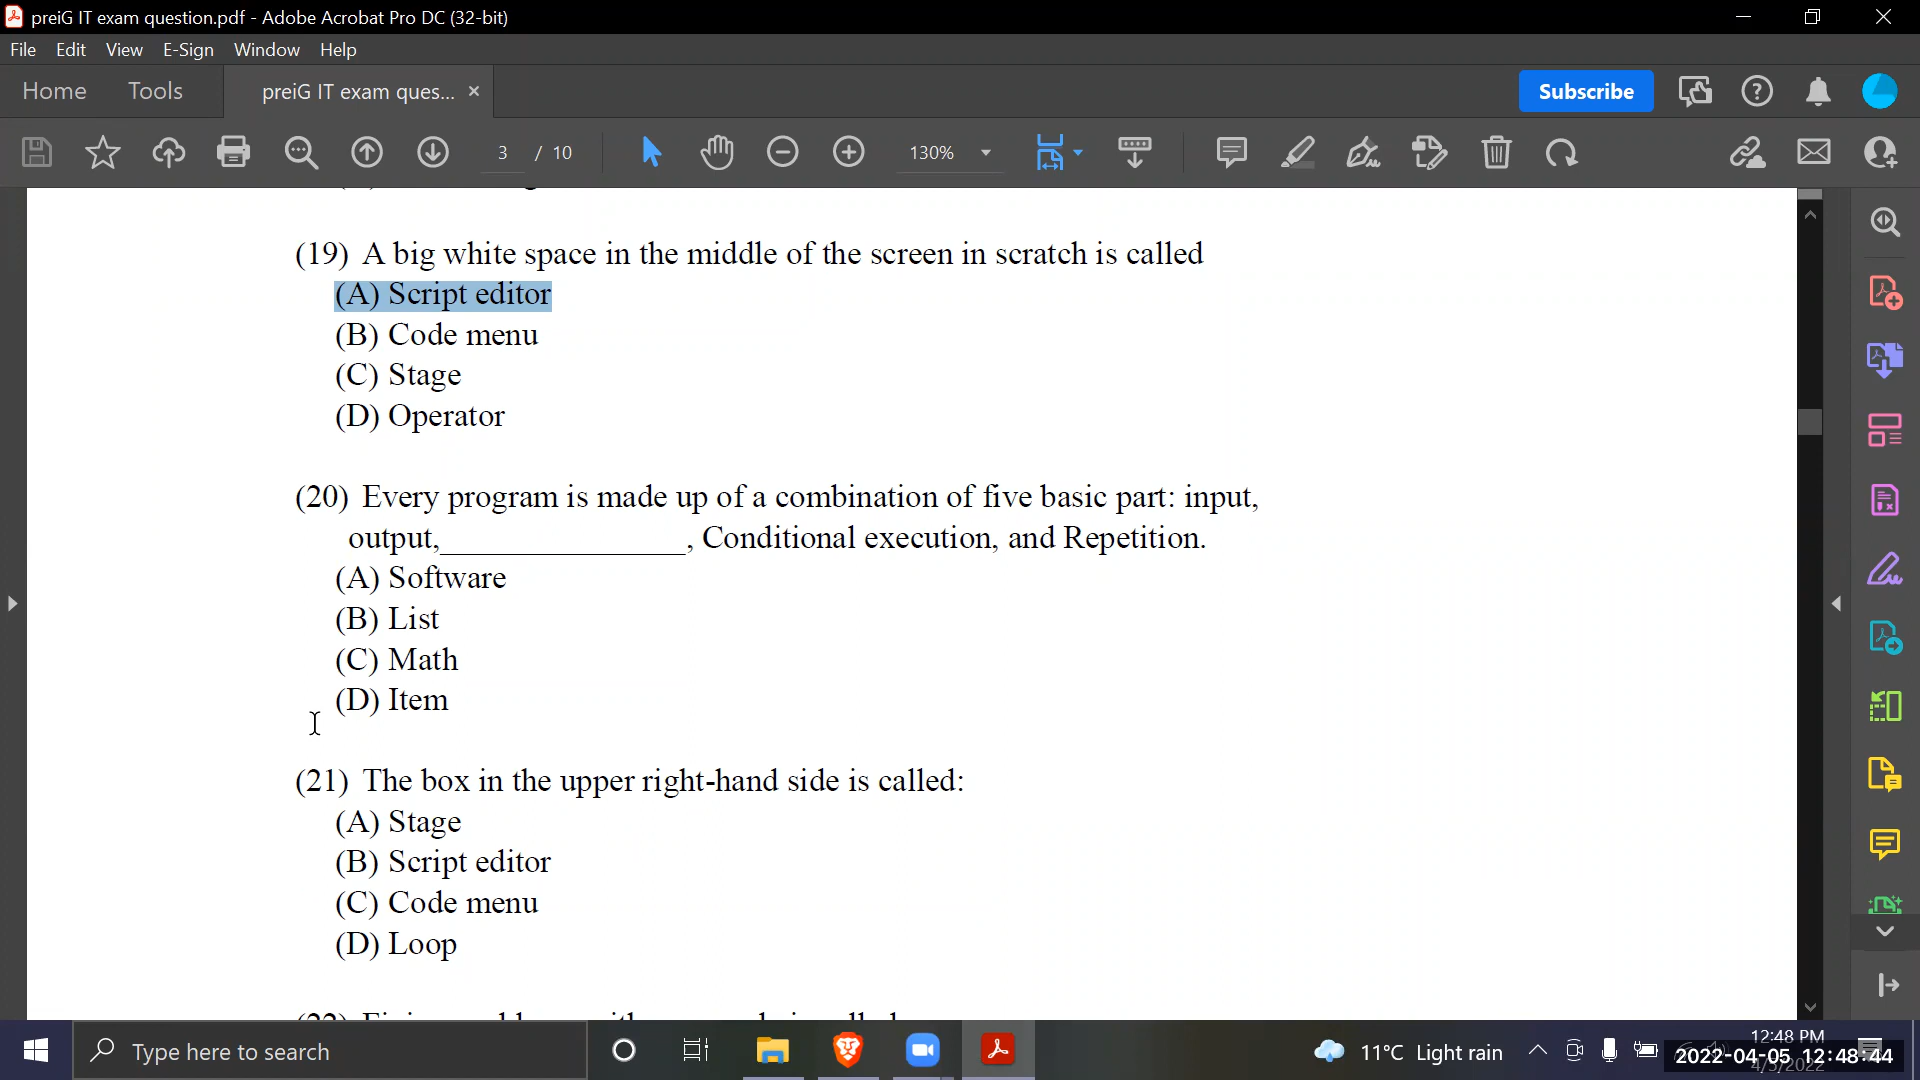 preiG IT exam question.pdf - Adobe Acrobat Pro DC (32-bit)
File Edit View E-Sign Window Help
Home Tools preiG IT exam ques... × Subscribe
3 / 10 130%
(19) A big white space in the middle of the screen in scratch is called
(A) Script editor
(B) Code menu
(C) Stage
(D) Operator
(20) Every program is made up of a combination of five basic part: input,
output,________________, Conditional execution, and Repetition.
(A) Software
(B) List
(C) Math
(D) Item
(21) The box in the upper right-hand side is called:
(A) Stage
(B) Script editor
(C) Code menu
(D) Loop
Type here to search
11°C Light rain
12:48 PM
2022-04-05 12:48:44